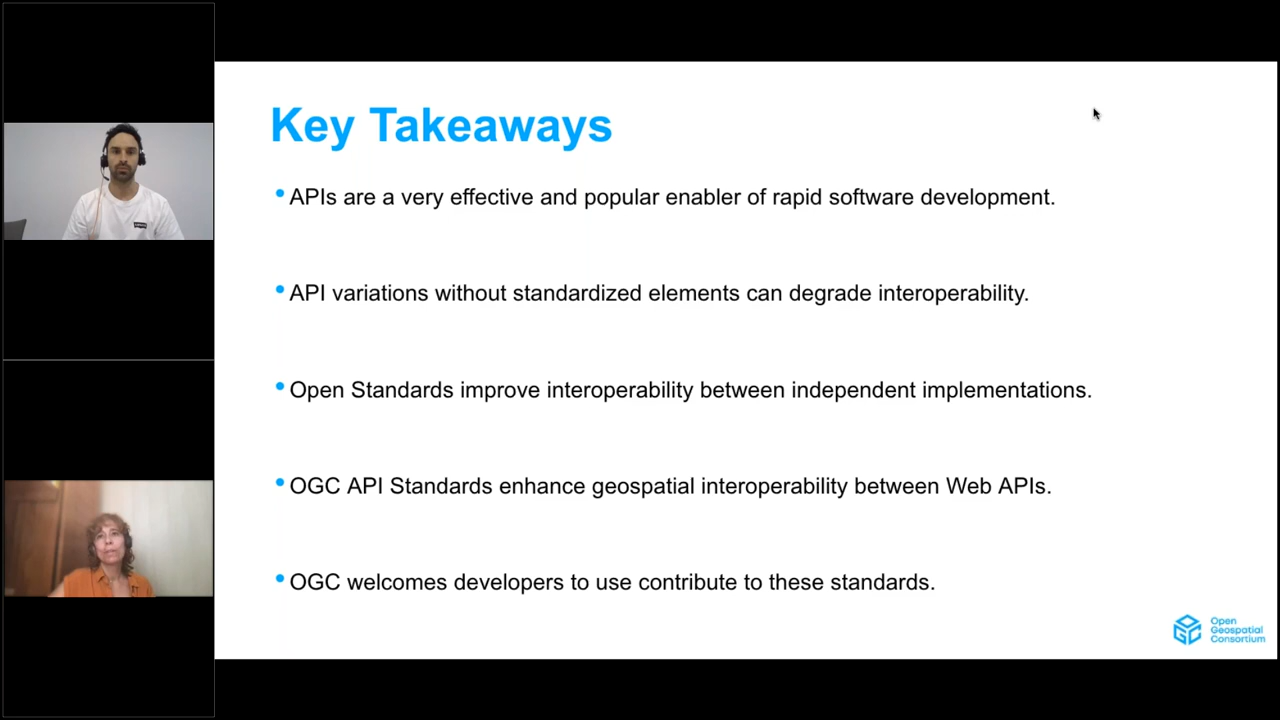 Key Takeaways
• APIs are a very effective and popular enabler of rapid software development.
• API variations without standardized elements can degrade interoperability.
• Open Standards improve interoperability between independent implementations.
• OGC API Standards enhance geospatial interoperability between Web APIs.
• OGC welcomes developers to use contribute to these standards.
Open
Geospatial
Consortium